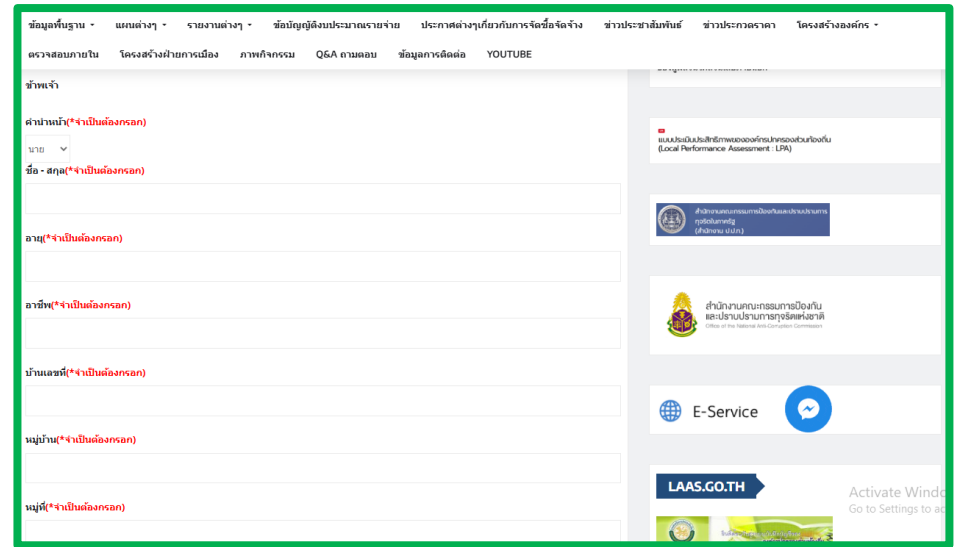 ข้อมูลพื้นฐาน แผนต่างๆ รายงานต่างๆ ข้อบัญญัติงบประมาณรายจ่าย ประกาศต่างๆเกี่ยวกับการจัดซื้อจัดจ้าง ข่าวประชาสัมพันธ์ ข่าวประกวดราคา โครงสร้างองค์กร
ตรวจสอบภายใน โครงสร้างฝ่ายการเมือง ภาพกิจกรรม Q&A ถามตอบ ข้อมูลการติดต่อ YOUTUBE
ข้าพเจ้า
คำนำหน้า(*จำเป็นต้องกรอก)
นาย
ชื่อ - สกุล(*จำเป็นต้องกรอก)
อายุ(*จำเป็นต้องกรอก)
อาชีพ(*จำเป็นต้องกรอก)
บ้านเลขที่(*จำเป็นต้องกรอก)
หมู่บ้าน(*จำเป็นต้องกรอก)
หมู่ที่(*จำเป็นต้องกรอก)
แบบประเมินประสิทธิภาพขององค์กรปกครองส่วนท้องถิ่น
(Local Performance Assessment : LPA)
สำนักงานคณะกรรมการป้องกันและปราบปรามการ
ทุจริตในภาครัฐ
(สำนักงาน ป.ป.ท.)
สำนักงานคณะกรรมการป้องกัน
และปราบปรามการทุจริตแห่งชาติ
Office of the National Anti-Corruption Commission
E-Service
LAAS.GO.TH
Activate Windo
Go to Settings to ac